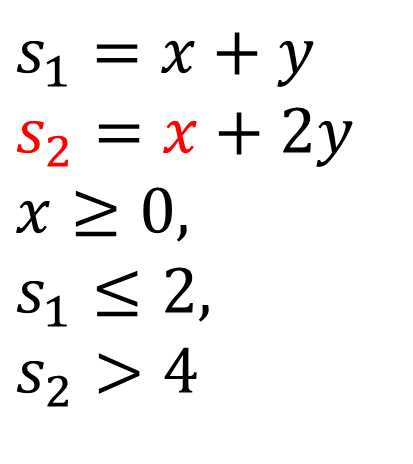 s₁ = x + y
s₂ = x + 2y
x ≥ 0,
s₁ ≤ 2,
s₂ > 4